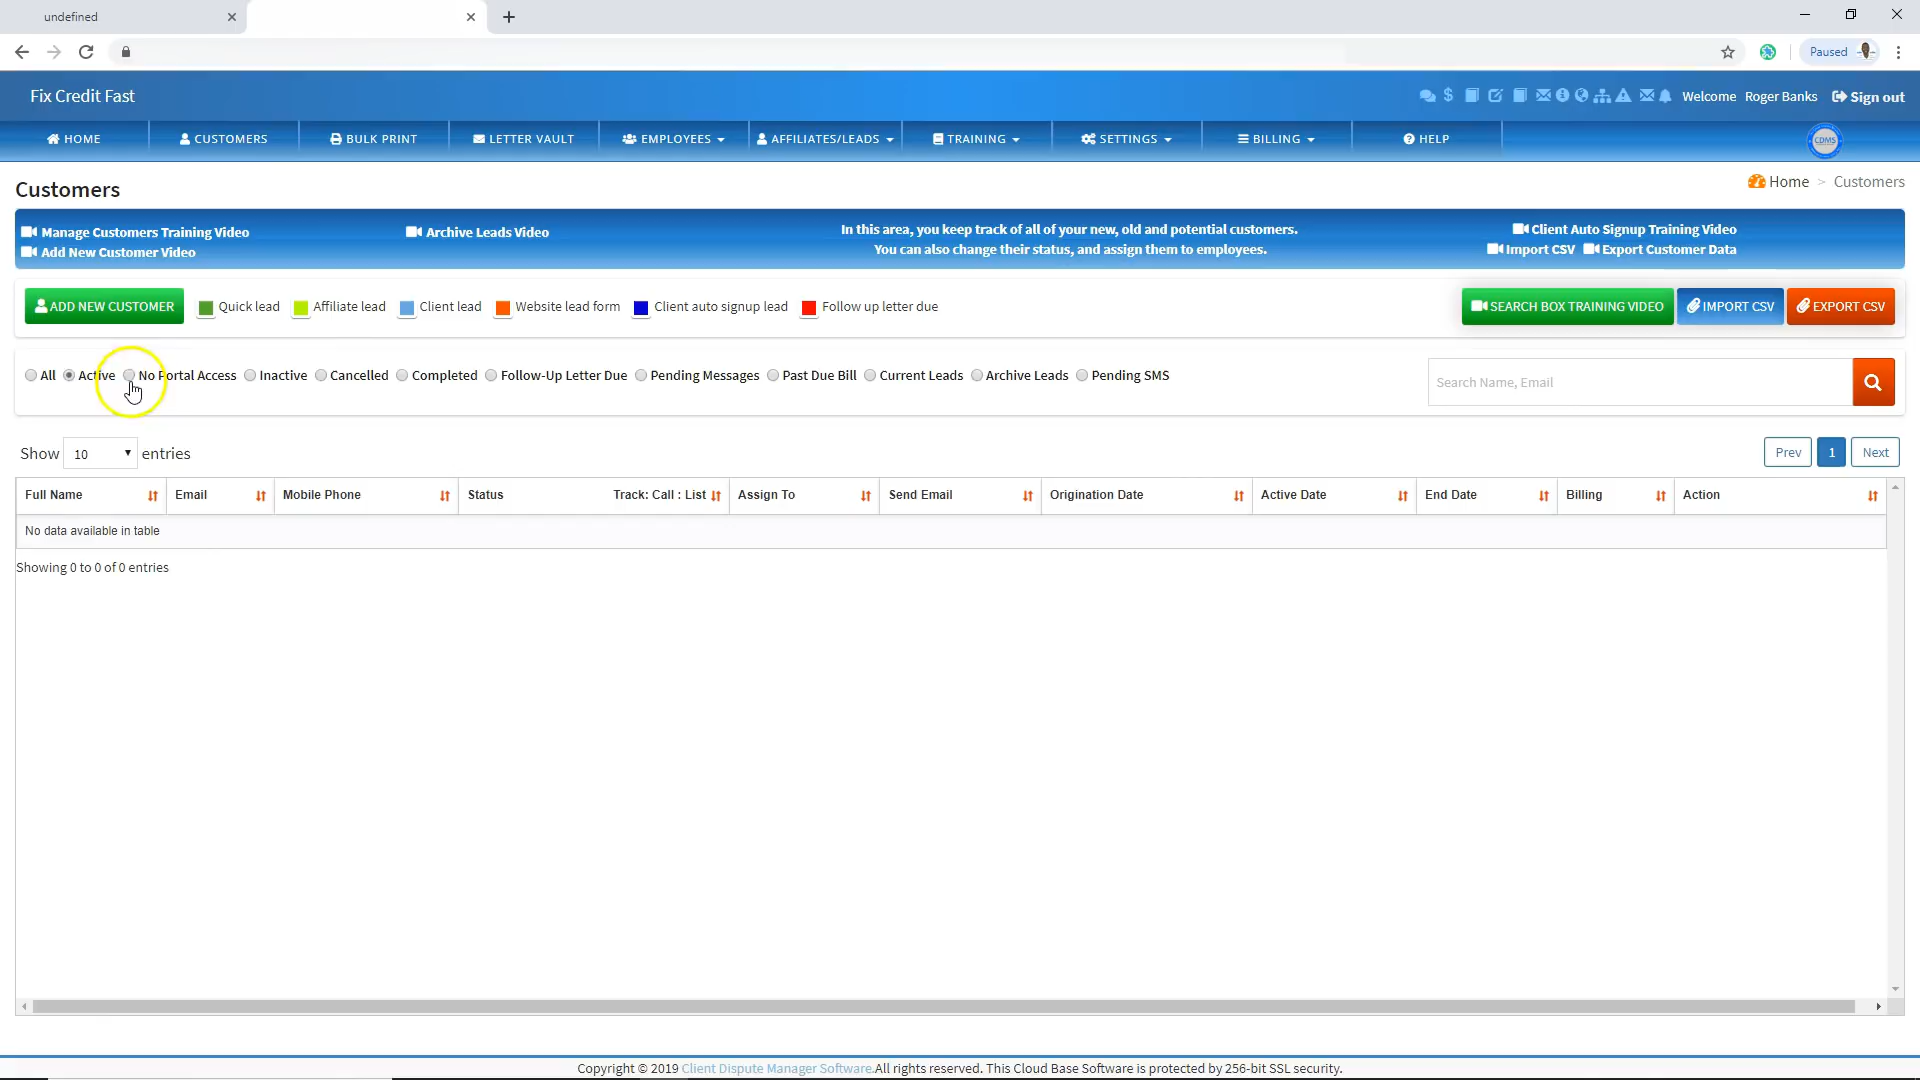 undefined
Paused
Fix Credit Fast
Welcome Roger Banks Sign out
HOME CUSTOMERS BULK PRINT LETTER VAULT EMPLOYEES AFFILIATES/LEADS TRAINING SETTINGS BILLING HELP CDMS
Customers
Home > Customers
Manage Customers Training Video
Add New Customer Video
Archive Leads Video
In this area, you keep track of all of your new, old and potential customers.
You can also change their status, and assign them to employees.
Client Auto Signup Training Video
Import CSV Export Customer Data
ADD NEW CUSTOMER Quick lead Affiliate lead Client lead Website lead form Client auto signup lead Follow up letter due SEARCH BOX TRAINING VIDEO IMPORT CSV EXPORT CSV
All Active No Portal Access Inactive Cancelled Completed Follow-Up Letter Due Pending Messages Past Due Bill Current Leads Archive Leads Pending SMS
Search Name, Email
Show 10 entries
Prev 1 Next
Full Name Email Mobile Phone Status Track: Call : List Assign To Send Email Origination Date Active Date End Date Billing Action
No data available in table
Showing 0 to 0 of 0 entries
Copyright © 2019 Client Dispute Manager Software.All rights reserved. This Cloud Base Software is protected by 256-bit SSL security.